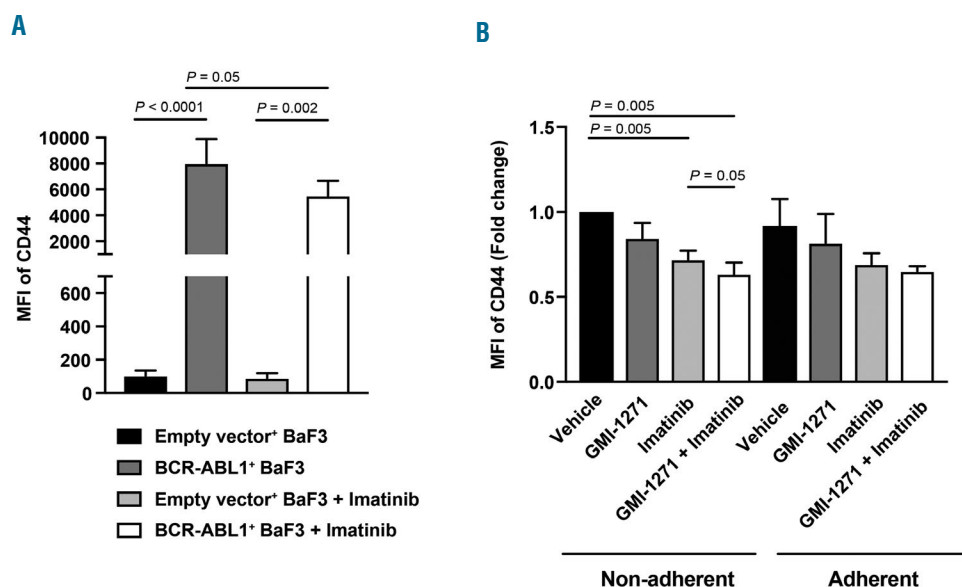 A
P = 0.05
P < 0.0001
P = 0.002
10000
8000
6000
4000
2000
600
400
200
0
MFI of CD44
Empty vector⁺ BaF3
BCR-ABL1⁺ BaF3
Empty vector⁺ BaF3 + Imatinib
BCR-ABL1⁺ BaF3 + Imatinib
B
P = 0.005
P = 0.005
P = 0.05
1.5
1.0
0.5
0.0
MFI of CD44 (Fold change)
Vehicle
GMI-1271
Imatinib
GMI-1271 + Imatinib
Vehicle
GMI-1271
Imatinib
GMI-1271 + Imatinib
Non-adherent
Adherent